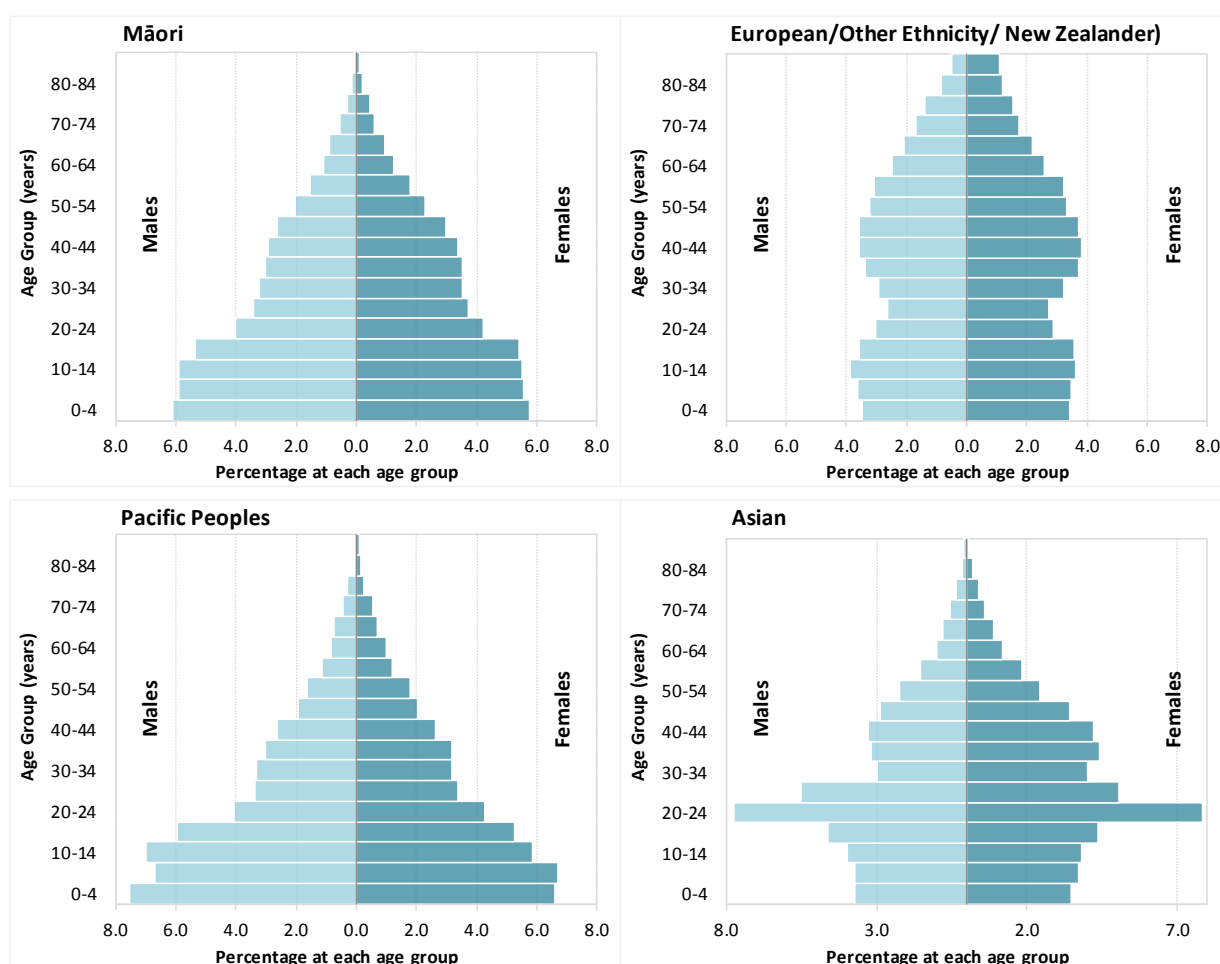 Māori
80-84
70-74
60-64
50-54
40-44
30-34
20-24
10-14
0-4
Age Group (years)
Males
Females
8.0 6.0 4.0 2.0 0.0 2.0 4.0 6.0 8.0
Percentage at each age group
European/Other Ethnicity/ New Zealander)
80-84
70-74
60-64
50-54
40-44
30-34
20-24
10-14
0-4
Age Group (years)
Males
Females
8.0 6.0 4.0 2.0 0.0 2.0 4.0 6.0 8.0
Percentage at each age group
Pacific Peoples
80-84
70-74
60-64
50-54
40-44
30-34
20-24
10-14
0-4
Age Group (years)
Males
Females
8.0 6.0 4.0 2.0 0.0 2.0 4.0 6.0 8.0
Percentage at each age group
Asian
80-84
70-74
60-64
50-54
40-44
30-34
20-24
10-14
0-4
Age Group (years)
Males
Females
8.0 3.0 2.0 7.0
Percentage at each age group